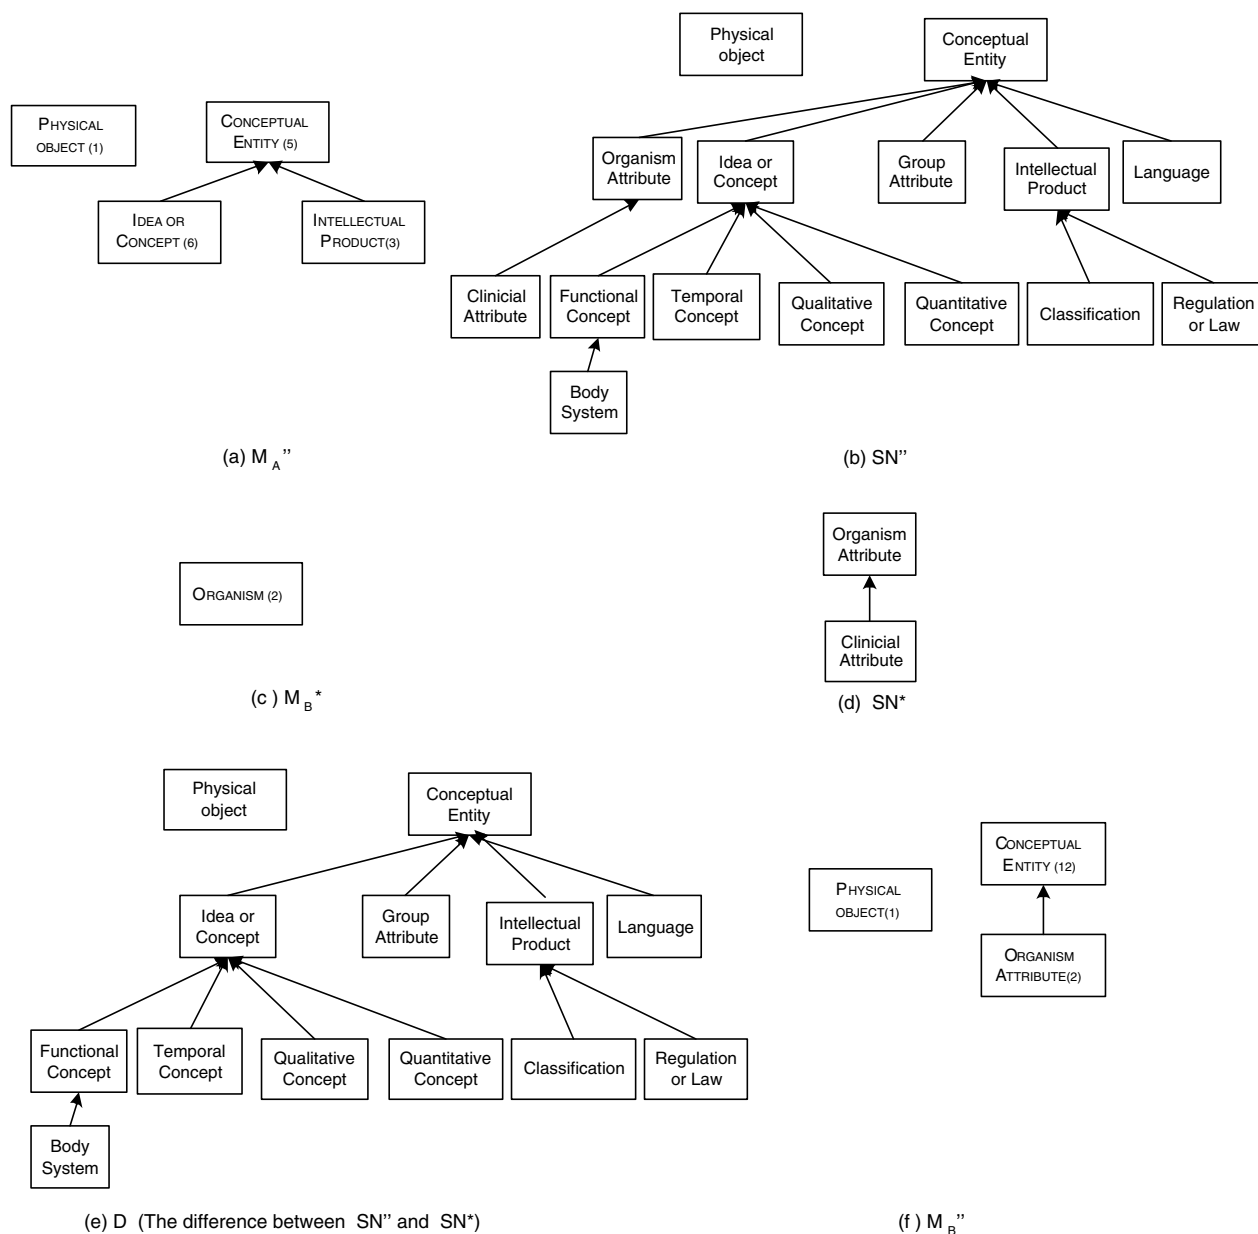 PHYSICAL
OBJECT (1)
CONCEPTUAL
ENTITY (5)
IDEA OR
CONCEPT (6)
INTELLECTUAL
PRODUCT(3)
(a) M A''
Physical
object
Conceptual
Entity
Organism
Attribute
Idea or
Concept
Group
Attribute
Intellectual
Product
Language
Clinicial
Attribute
Functional
Concept
Temporal
Concept
Qualitative
Concept
Quantitative
Concept
Classification
Regulation
or Law
Body
System
(b) SN''
ORGANISM (2)
(c ) M B*
Organism
Attribute
Clinicial
Attribute
(d) SN*
Physical
object
Conceptual
Entity
Idea or
Concept
Group
Attribute
Intellectual
Product
Language
Functional
Concept
Temporal
Concept
Qualitative
Concept
Quantitative
Concept
Classification
Regulation
or Law
Body
System
(e) D (The difference between SN'' and SN*)
PHYSICAL
OBJECT(1)
CONCEPTUAL
ENTITY (12)
ORGANISM
ATTRIBUTE(2)
(f ) M B''